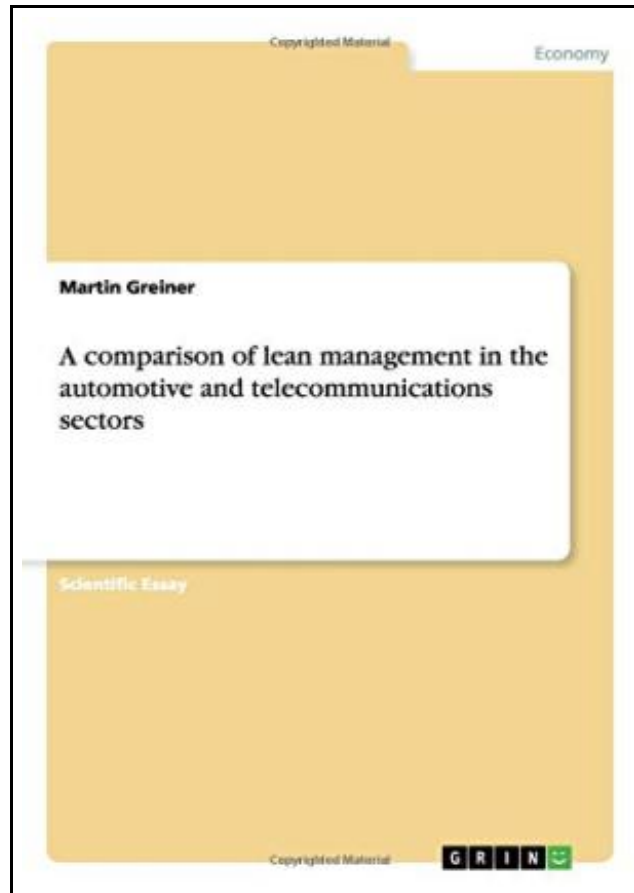 Copyrighted Material
Economy
Martin Greiner
A comparison of lean management in the
automotive and telecommunications
sectors
Scientific Essay
Copyrighted Material
GRIN